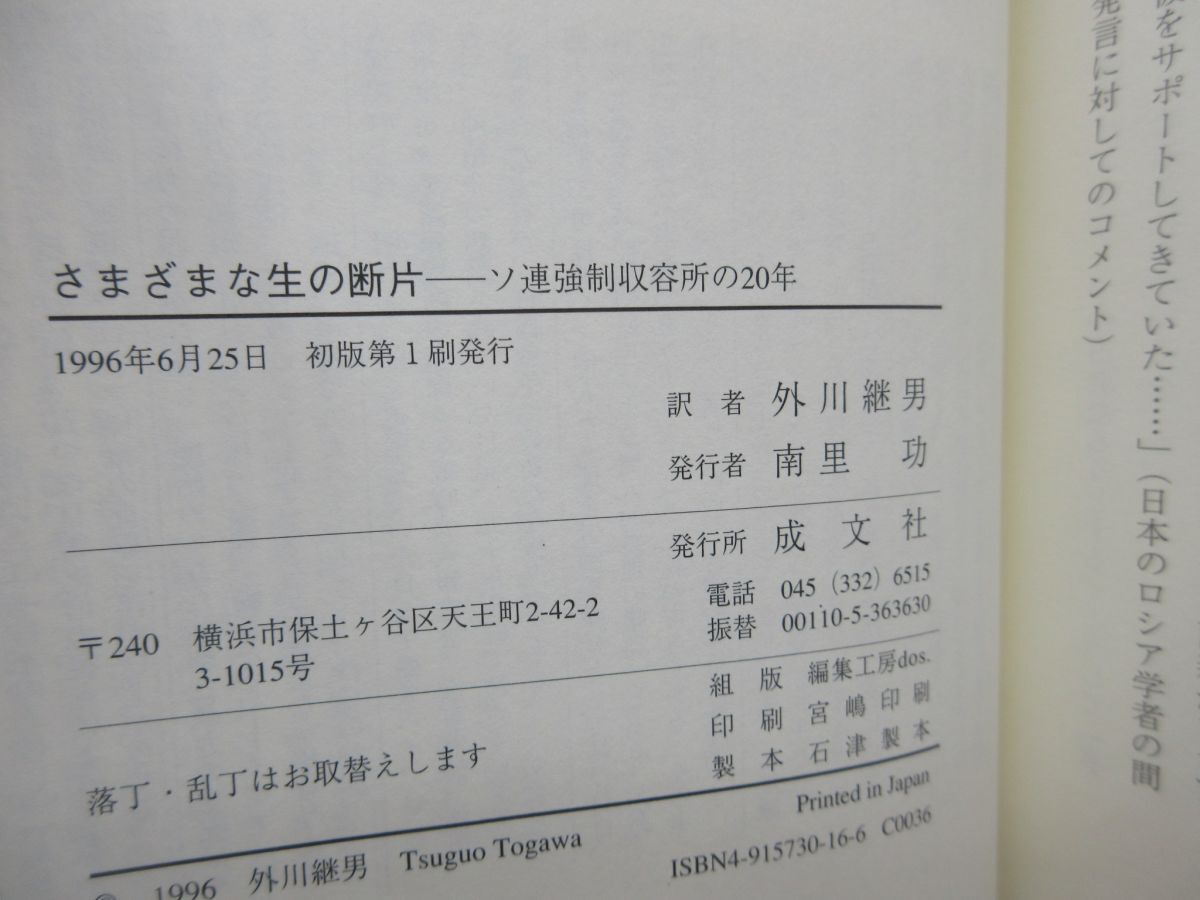 さまざまな生の断片――ソ連強制収容所の20年
1996年6月25日 初版第1刷発行
訳者 外川継男
発行者 南里 功
発行所 成文社
〒240 横浜市保土ヶ谷区天王町2-42-2
3-1015号
電話 045 (332) 6515
振替 00110-5-363630
落丁・乱丁はお取替えします
組版 編集工房dos.
印刷 宮嶋印刷
製本 石津製本
© 1996 外川継男 Tsuguo Togawa
Printed in Japan
ISBN4-915730-16-6 C0036
をサポートしてきていた……」(日本のロシア学者の間
発言に対してのコメント)